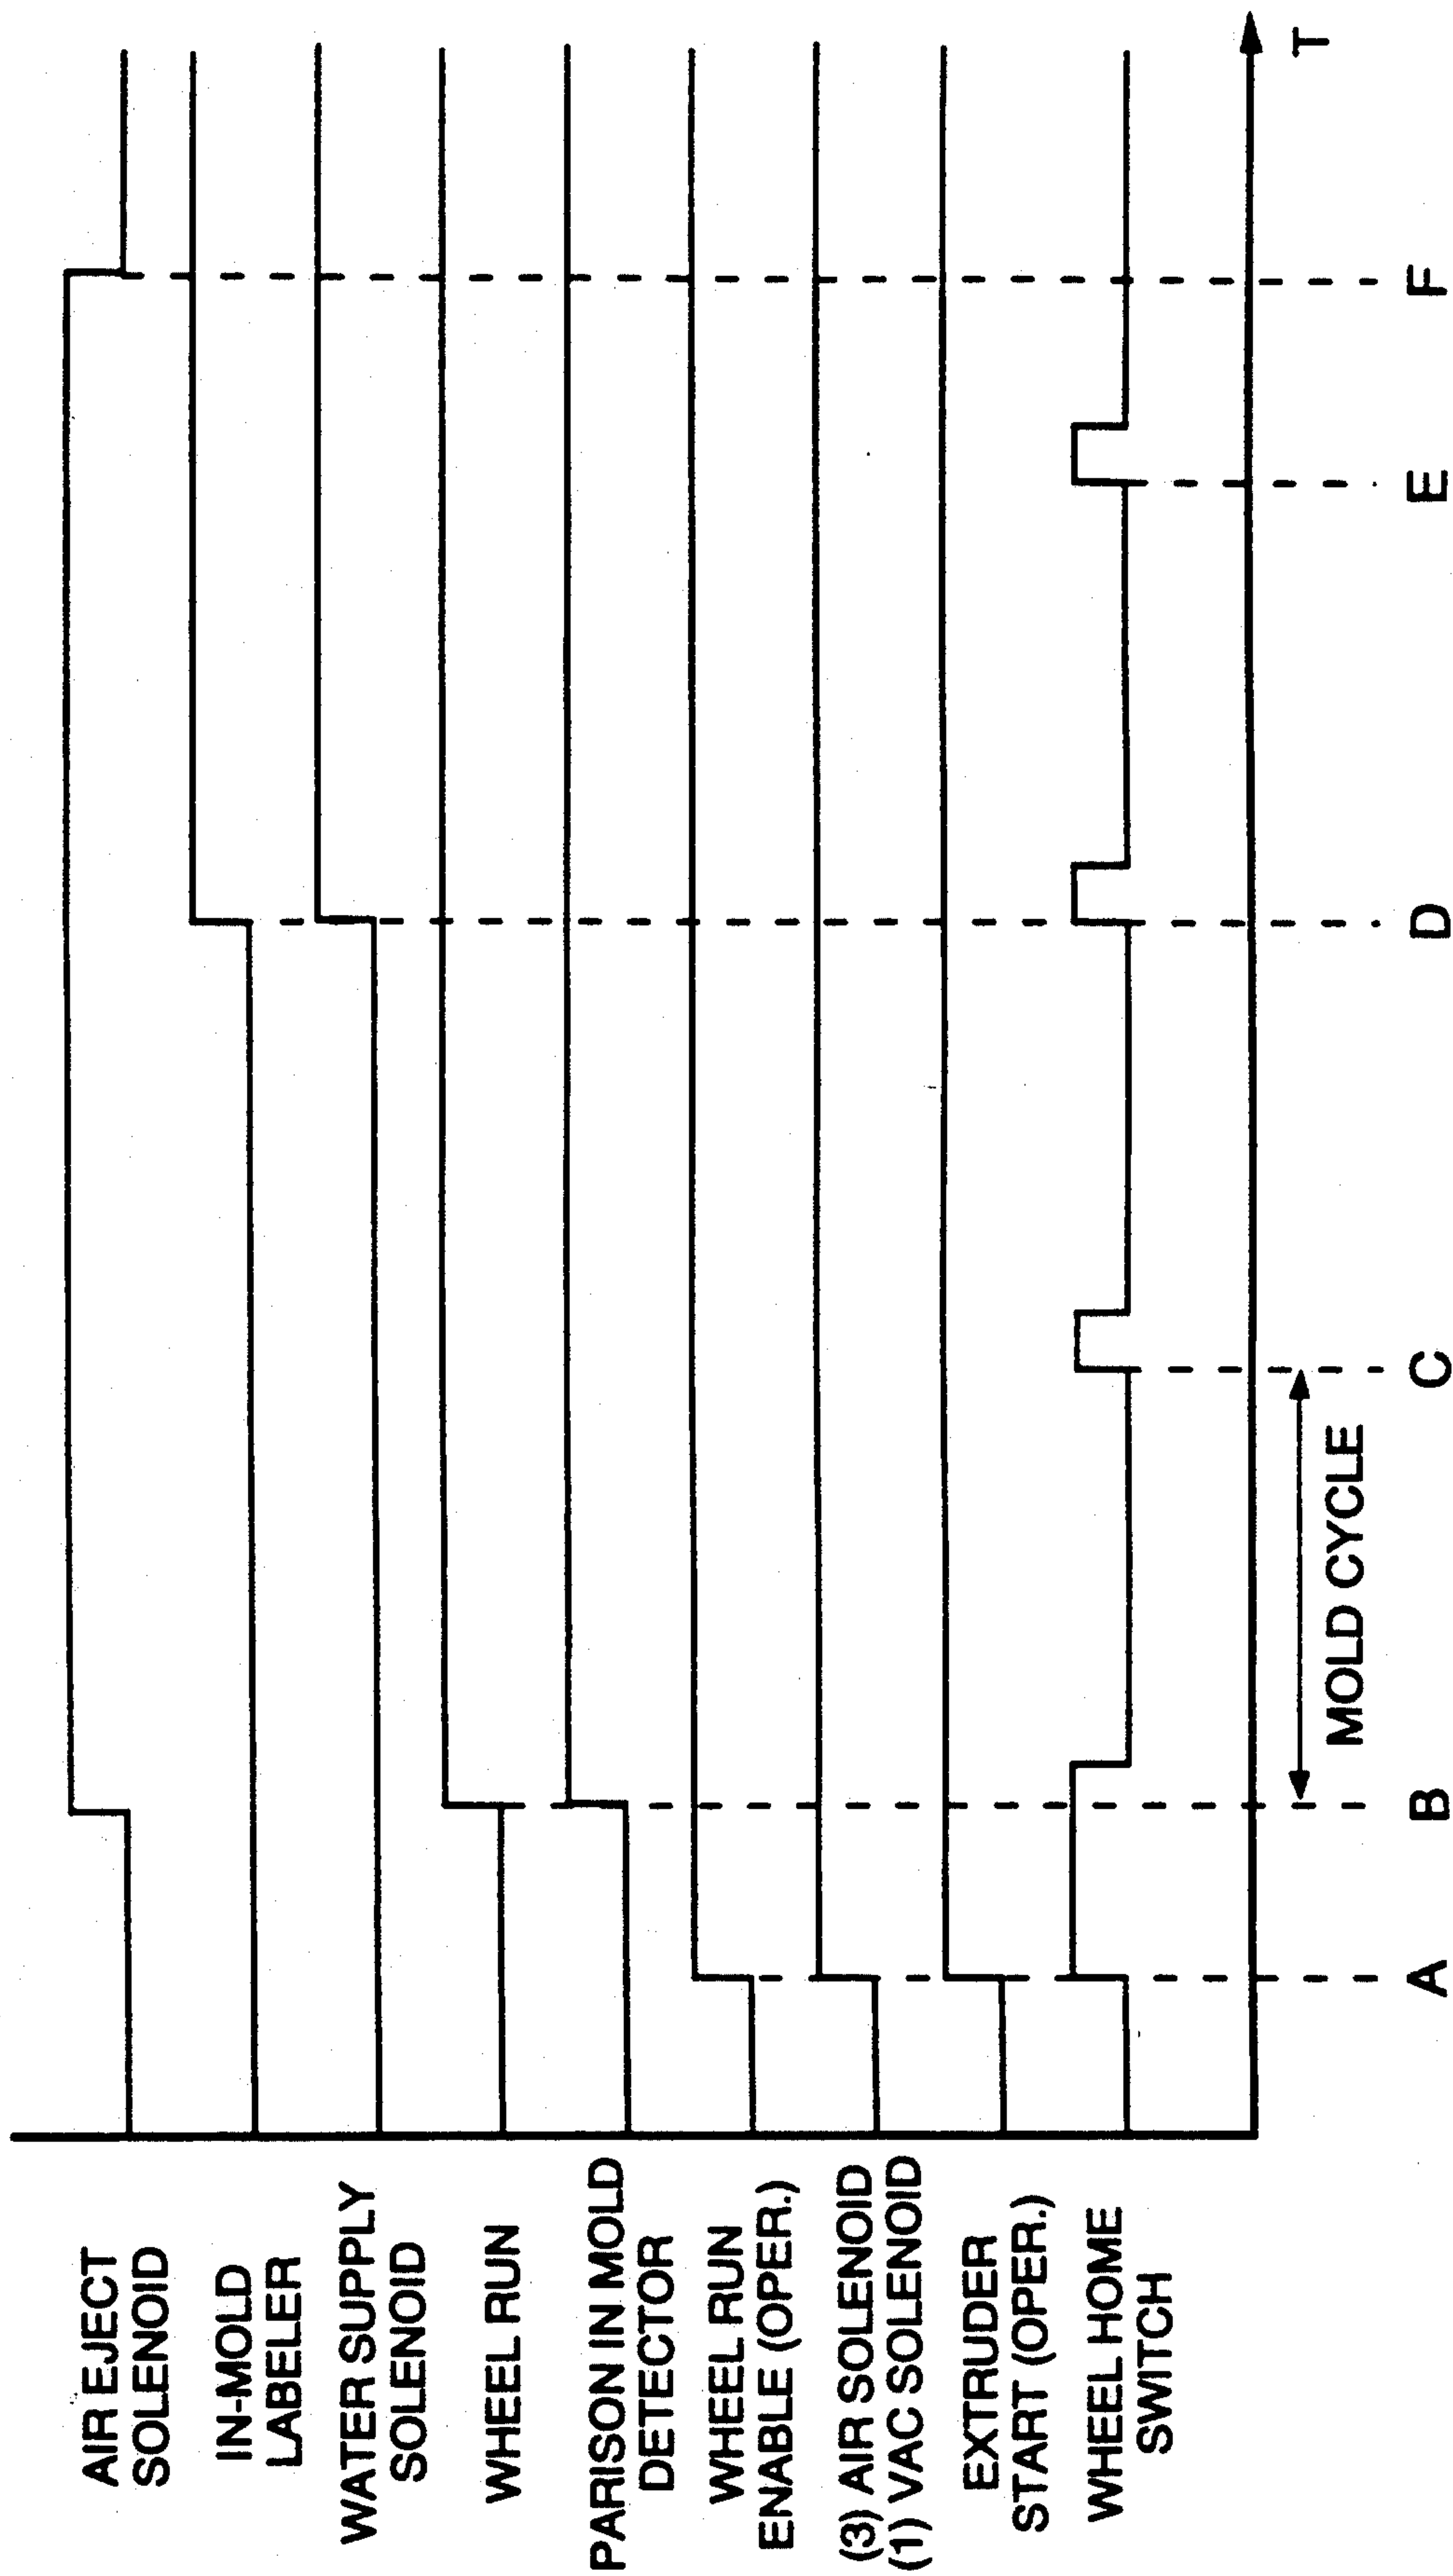 AIR EJECT
SOLENOID
IN-MOLD
LABELER
WATER SUPPLY
SOLENOID
WHEEL RUN
PARISON IN MOLD
DETECTOR
WHEEL RUN
ENABLE (OPER.)
(3) AIR SOLENOID
(1) VAC SOLENOID
EXTRUDER
START (OPER.)
WHEEL HOME
SWITCH
T
MOLD CYCLE
A
B
C
D
E
F